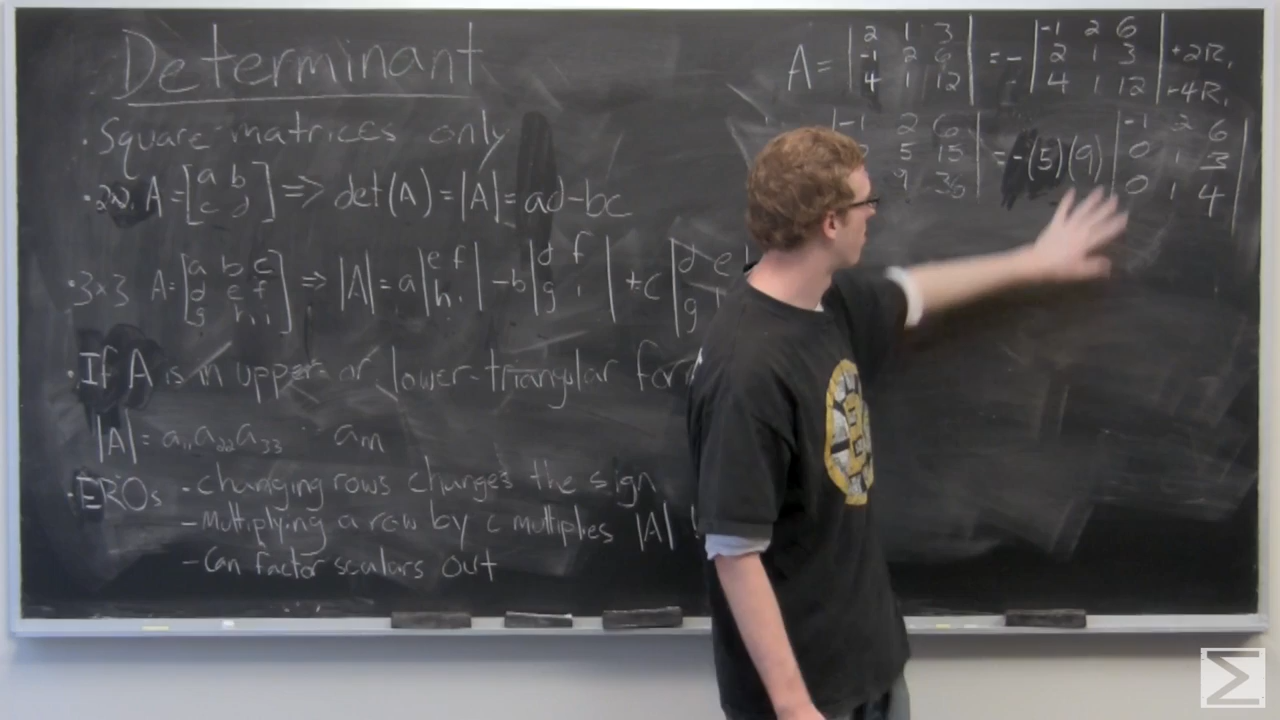 Determinant
· Square matrices only
· 2x2, A = [a b c d] => det(A) = |A| = ad - bc
· 3x3 A = [a b c d e f g h i] => |A| = a |e f h i| - b |d f g i| + c |d e g
· If A is in upper- or lower-triangular for
|A| = a₁₁a₂₂a₃₃
· EROs - changing rows changes the sign
- Multiplying a row by c multiplies |A|
- Can factor scalars out
A = |2 1 3| = - |-1 2 6|
|-1 2 6| |2 1 3| +2R₁
|4 1 12| |4 1 12| -4R₁
|-1 2 6| = -(5)(9) |-1 2 6|
5 15 |0 1 3|
9 36 |0 1 4|
Σ